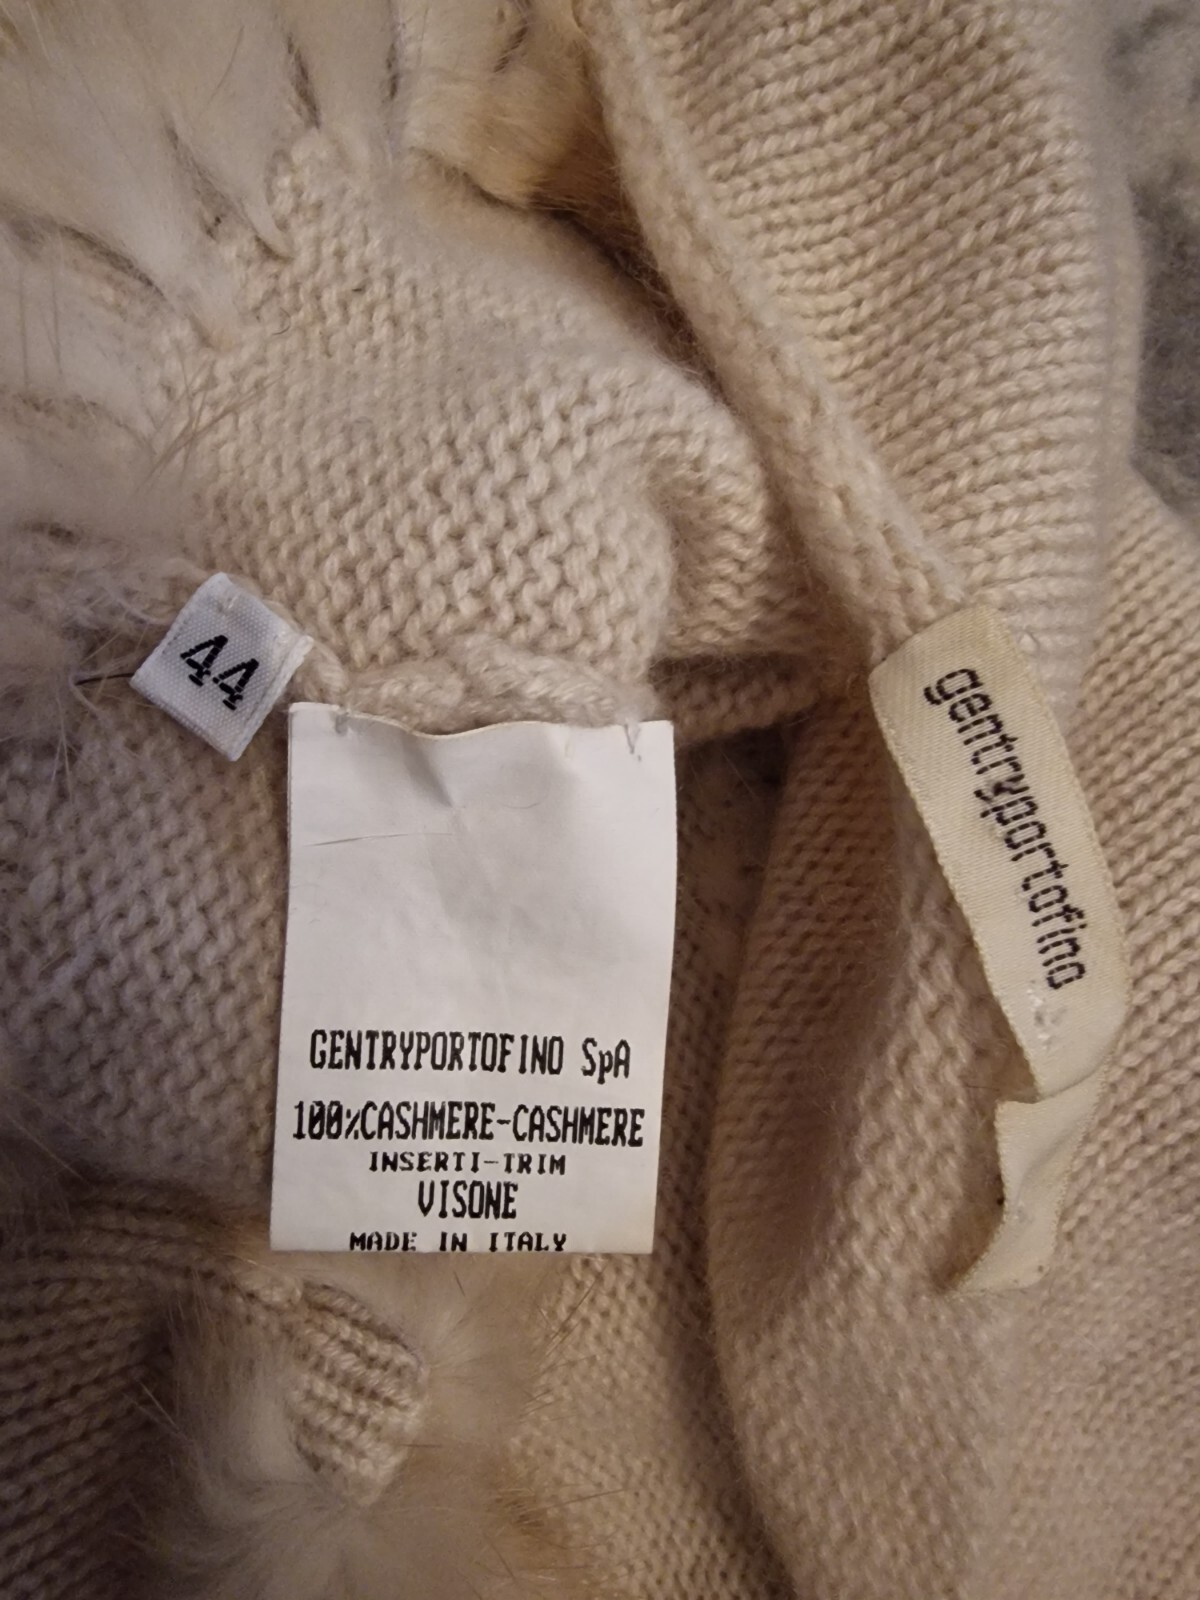 44
gentryportofino
GENTRYPORTOFINO SpA
100%CASHMERE-CASHMERE
INSERTI-TRIM
VISONE
MADE IN ITALY